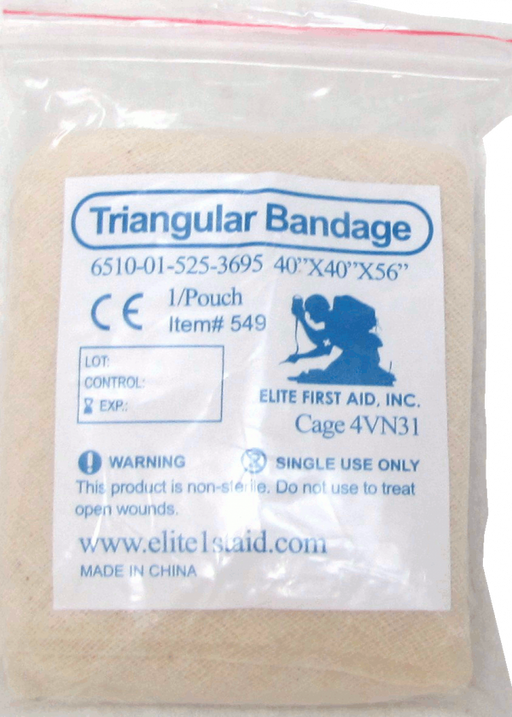 Triangular Bandage
6510-01-525-3695 40”X40”X56”
CE 1/Pouch
Item# 549
LOT:
CONTROL:
EXP.:
ELITE FIRST AID, INC.
Cage 4VN31
WARNING
SINGLE USE ONLY
This product is non-sterile. Do not use to treat
open wounds.
www.elite1staid.com
MADE IN CHINA